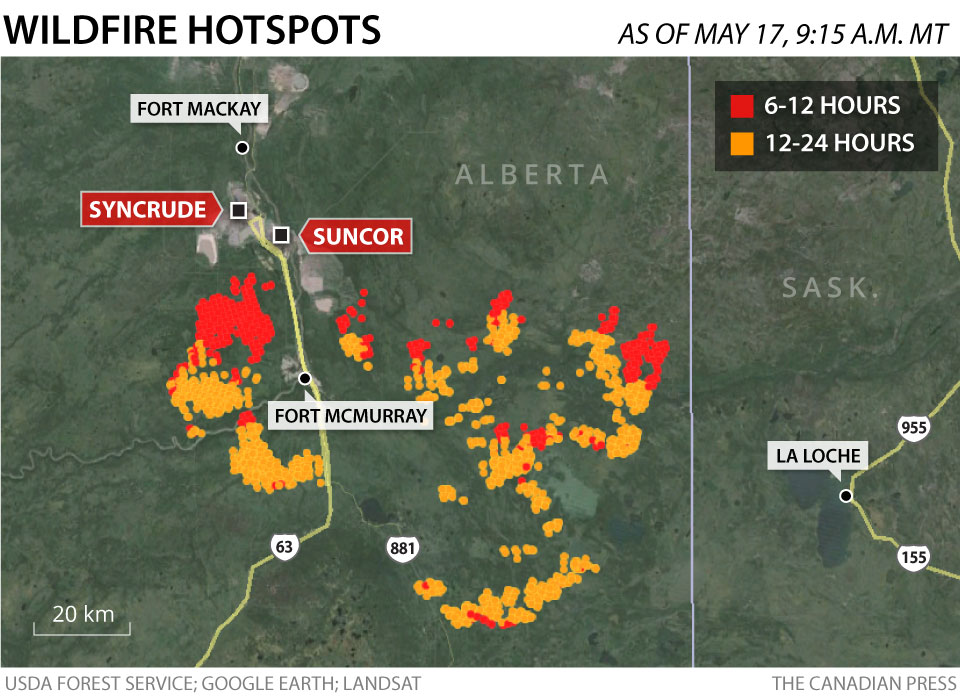 WILDFIRE HOTSPOTS
AS OF MAY 17, 9:15 A.M. MT
6-12 HOURS
12-24 HOURS
FORT MACKAY
ALBERTA
SYNCRUDE
SUNCOR
SASK.
FORT MCMURRAY
955
LA LOCHE
63
881
155
20 km
USDA FOREST SERVICE; GOOGLE EARTH; LANDSAT
THE CANADIAN PRESS